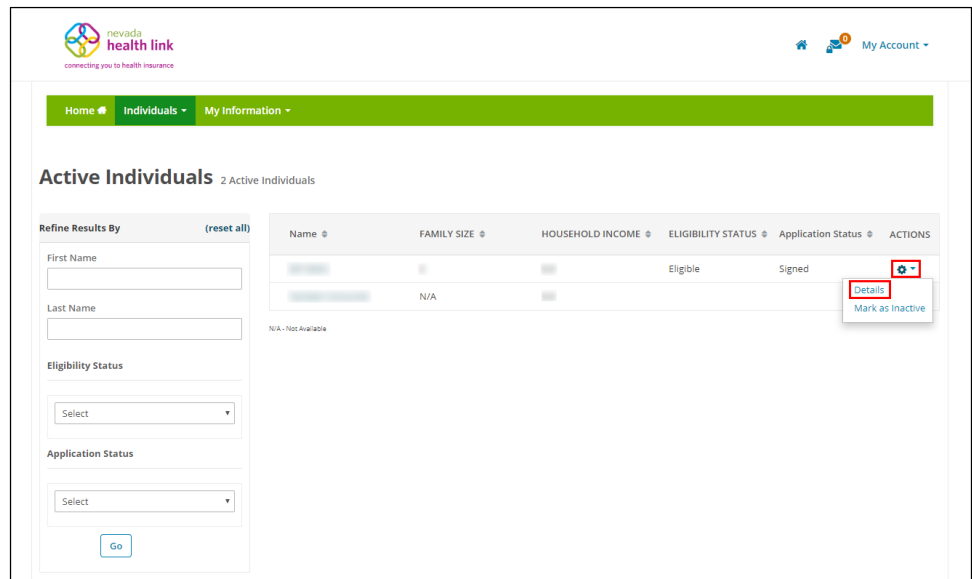 nevada
health link
connecting you to health insurance
0
My Account
Home
Individuals
My Information
Active Individuals 2 Active Individuals
Refine Results By (reset all)
First Name
Last Name
Eligibility Status
Select
Application Status
Select
Go
Name FAMILY SIZE HOUSEHOLD INCOME ELIGIBILITY STATUS Application Status ACTIONS
Eligible Signed
Details
Mark as Inactive
N/A
N/A - Not Available